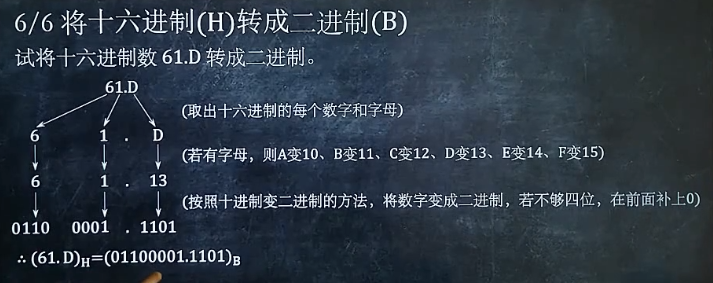 6/6 将十六进制(H)转成二进制(B)
试将十六进制数 61.D 转成二进制。
61.D
(取出十六进制的每个数字和字母)
6 1 . D
(若有字母，则A变10、B变11、C变12、D变13、E变14、F变15)
6 1 . 13
(按照十进制变二进制的方法，将数字变成二进制，若不够四位，在前面补上0)
0110 0001 . 1101
∴ (61.D)H=(01100001.1101)B